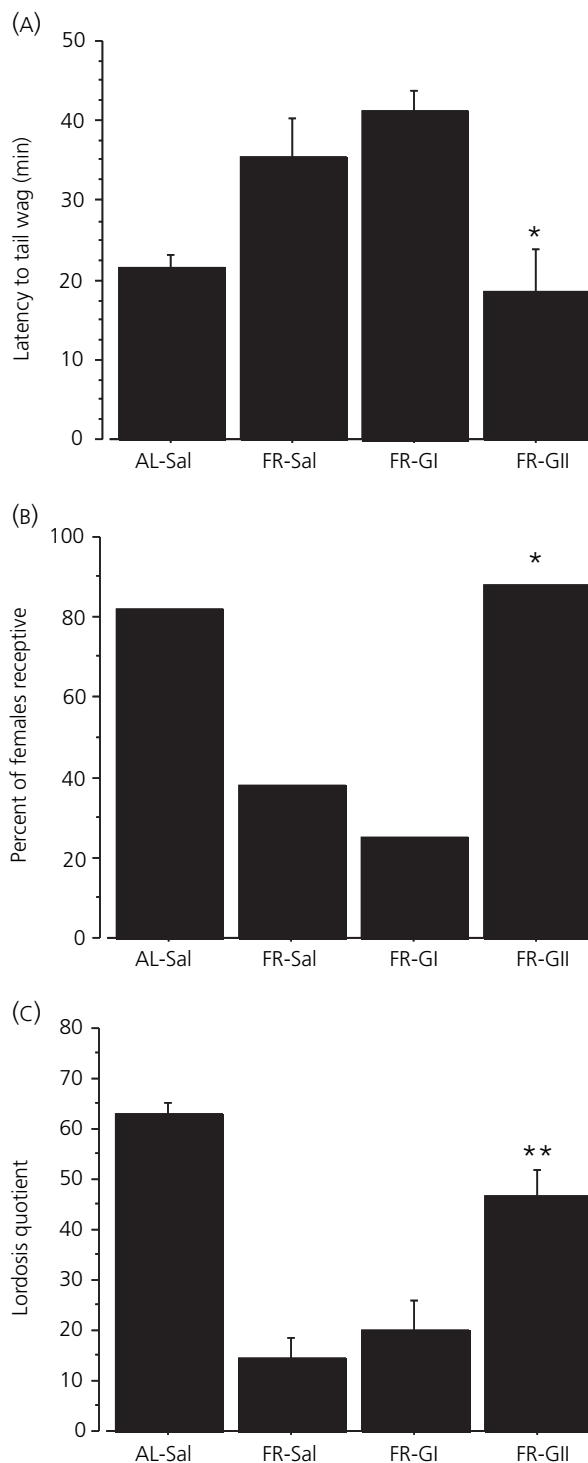 (A)
50
40
30
20
10
0
Latency to tail wag (min)
*
AL-Sal FR-Sal FR-GI FR-GII
(B)
100
80
60
40
20
0
Percent of females receptive
*
AL-Sal FR-Sal FR-GI FR-GII
(C)
80
70
60
50
40
30
20
10
0
Lordosis quotient
**
AL-Sal FR-Sal FR-GI FR-GII